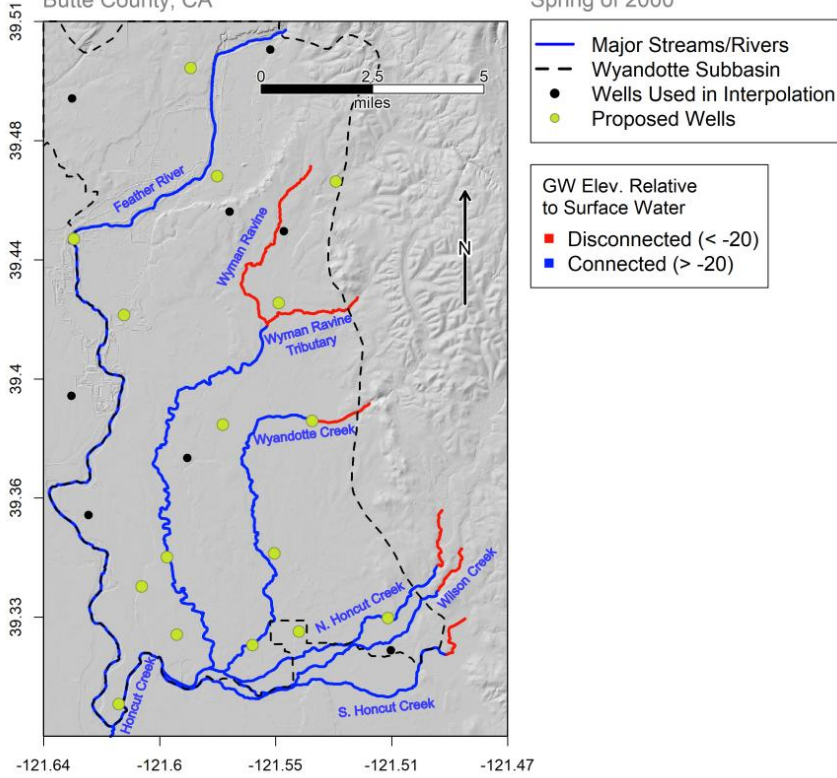 Butte County, CA
Spring of 2000
39.51
39.48
39.44
39.4
39.36
39.33
0 2.5 5
miles
Feather River
Wyman Ravine
N
Wyman Ravine
Tributary
Wyandotte Creek
N. Honcut Creek
Wilson Creek
Honcut Creek
S. Honcut Creek
-121.64 -121.6 -121.55 -121.51 -121.47
Major Streams/Rivers
Wyandotte Subbasin
Wells Used in Interpolation
Proposed Wells
GW Elev. Relative
to Surface Water
Disconnected (< -20)
Connected (> -20)